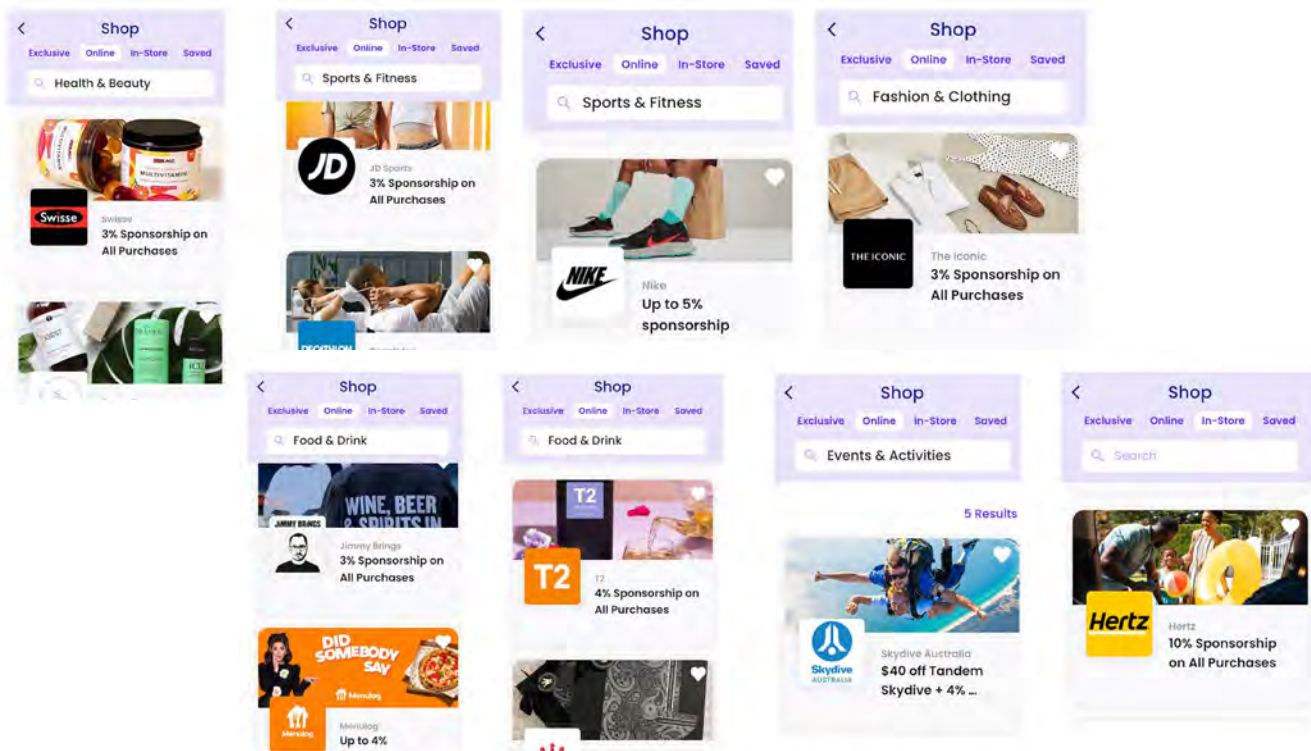 Shop
Exclusive Online In-Store Saved
Health & Beauty
MULTIVITAMIN
Swisse
Swisse
3% Sponsorship on
All Purchases
Shop
Exclusive Online In-Store Saved
Sports & Fitness
JD
JD Sports
3% Sponsorship on
All Purchases
DECATHLON
Shop
Exclusive Online In-Store Saved
Sports & Fitness
NIKE
Nike
Up to 5%
sponsorship
Shop
Exclusive Online In-Store Saved
Fashion & Clothing
THE ICONIC
The Iconic
3% Sponsorship on
All Purchases
Shop
Exclusive Online In-Store Saved
Food & Drink
WINE, BEER
& SPIRITS IN
JIMMY BRINGS
Jimmy Brings
3% Sponsorship on
All Purchases
DID
SOMEBODY
SAY
Menulog
Menulog
Menulog
Up to 4%
Shop
Exclusive Online In-Store Saved
Food & Drink
T2
T2
T2
4% Sponsorship on
All Purchases
Shop
Exclusive Online In-Store Saved
Events & Activities
5 Results
Skydive
AUSTRALIA
Skydive Australia
$40 off Tandem
Skydive + 4% ...
Shop
Exclusive Online In-Store Saved
Search
Hertz
Hertz
10% Sponsorship
on All Purchases